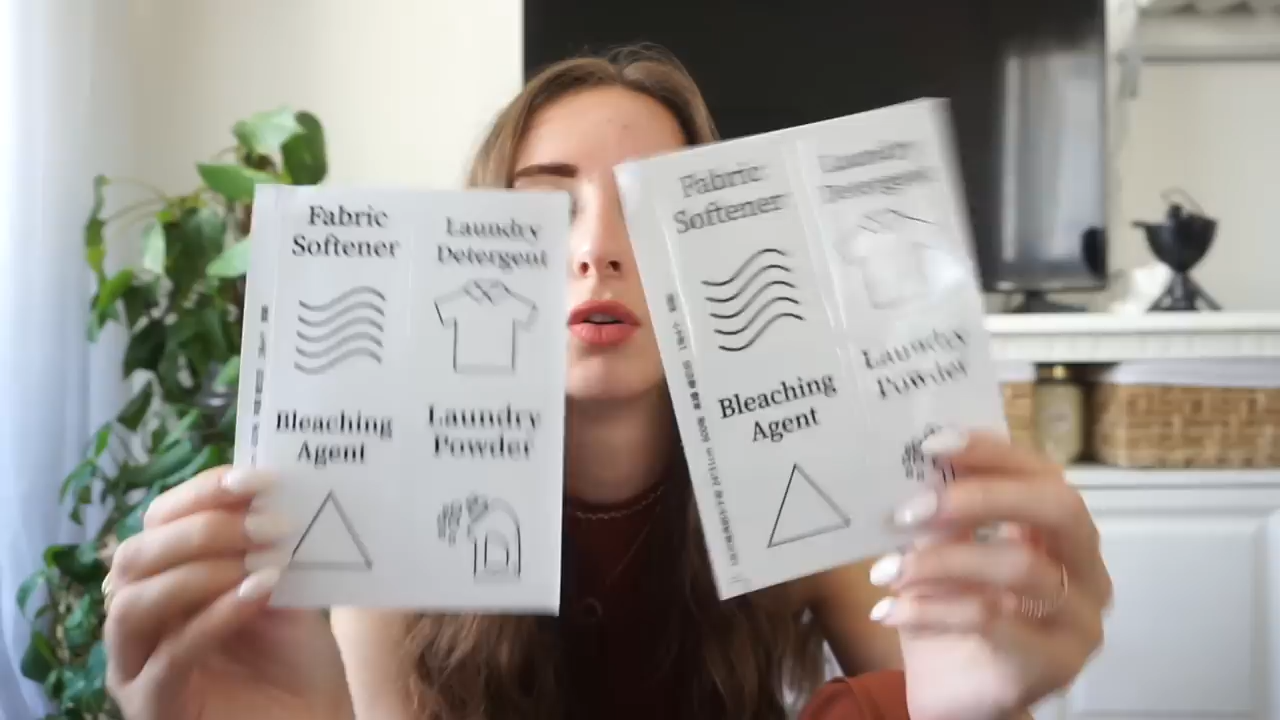 Fabric
Softener
Laundry
Detergent
Bleaching
Agent
Laundry
Powder
Fabric
Softener
Laundry
Detergent
Bleaching
Agent
Laundry
Powder